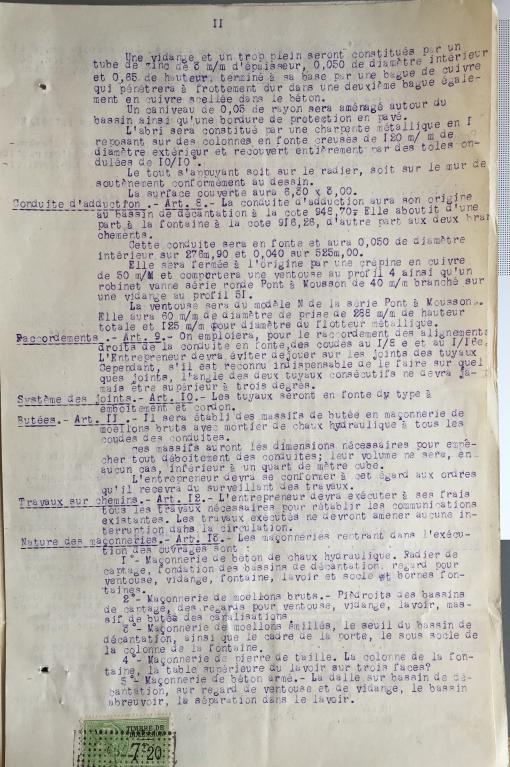 II
Une vidange et un trop plein seront constitués par un
tube de zinc de 3 m/m d'épaisseur, 0,050 de diamètre intérieur
et 0,65 de hauteur, terminé à sa base par une bague de cuivre
qui pénètrera à frottement dur dans une deuxième bague égale-
ment en cuivre scellée dans le béton.
Un caniveau de 0,05 de rayon sera aménagé autour du
bassin ainsi qu'une bordure de protection en pavé.
L'abri sera constitué par une charpente métallique en I
reposant sur des colonnes en fonte creuses de I20 m/ m de
diamètre extérieur et recouvert entièrement par des tôles on-
dulées de IO/IO°.
Le tout s'appuyant soit sur le radier, soit sur le mur de
soutènement conformément au dessin.
La surface couverte aura 6,50 x 3,00.
Conduite d'adduction .- Art. 8.- La conduite d'adduction aura son origine
au bassin de décantation à la cote 948,70. Elle aboutit d'une
part à la fontaine à la cote 9I6,26, d'autre part aux deux bran
chements.
Cette conduite sera en fonte et aura 0,050 de diamètre
intérieur sur 276m,90 et 0,040 sur 525m,00.
Elle sera fermée à l'origine par une crépine en cuivre
de 50 m/M et comportera une ventouse au profil 4 ainsi qu'un
robinet vanne série ronde Pont à Mousson de 40 m/m branché sur
une vidange au profil 5I.
La ventouse sera du modèle N de la série Pont à Mousson.
Elle aura 60 m/m de diamètre de prise de 288 m/m de hauteur
totale et I25 m/m pour diamètre du flotteur métallique.
Raccordements .- Art. 9.- On emploiera, pour le raccordement des alignements
droits de la conduite en fonte, des coudes au I/8 e et au I/I6e.
L'Entrepreneur devra éviter de jouer sur les joints des tuyaux
Cependant, s'il est reconnu indispensable de le faire sur quel
ques joints, l'angle des deux tuyaux consécutifs ne devra ja-
mais être supérieur à trois degrés.
Système des joints.- Art. IO.- Les tuyaux seront en fonte du type à
emboîtement et cordon.
Butées.- Art. II .- Il sera établi des massifs de butée en maçonnerie de
moellons bruts avec mortier de chaux hydraulique à tous les
coudes des conduites.
Ces massifs auront les dimensions nécessaires pour empê-
cher tout déboîtement des conduites; leur volume ne sera, en
aucun cas, inférieur à un quart de mètre cube.
L'entrepreneur devra se conformer à cet égard aux ordres
qu'il recevra du surveillant des travaux.
Travaux sur chemins.- Art. I2.- L'entrepreneur devra exécuter à ses frais
tous les travaux nécessaires pour rétablir les communications
existantes. Les travaux exécutés ne devront amener aucune in-
terruption dans la circulation.
Nature des maçonneries.- Art. I3.- Les maçonneries rentrant dans l'exécu-
tion des ouvrages sont :
I°- Maçonnerie de béton de chaux hydraulique. Radier de
captage, fondation des bassins de décantation, regard pour
ventouse, vidange, fontaine, lavoir et socle et bornes fon-
taines.
2°- Maçonnerie de moellons bruts.- Piédroits des bassins
de captage, des regards pour ventouse, vidange, lavoir, mas-
sif de butée des canalisations.
3°- Maçonnerie de moellons smillés, le seuil du bassin de
décantation, ainsi que le cadre de la porte, le sous socle de
la colonne de la fontaine.
4°- Maçonnerie de pierre de taille. La colonne de la fon-
taine, la table supérieure du lavoir sur trois faces?
5°- Maçonnerie de béton armé.- La dalle sur bassin de dé-
cantation, sur regard de ventouse et de vidange, le bassin
abreuvoir, la séparation dans le lavoir.
TIMBRE DE
DIMENSION
7F20